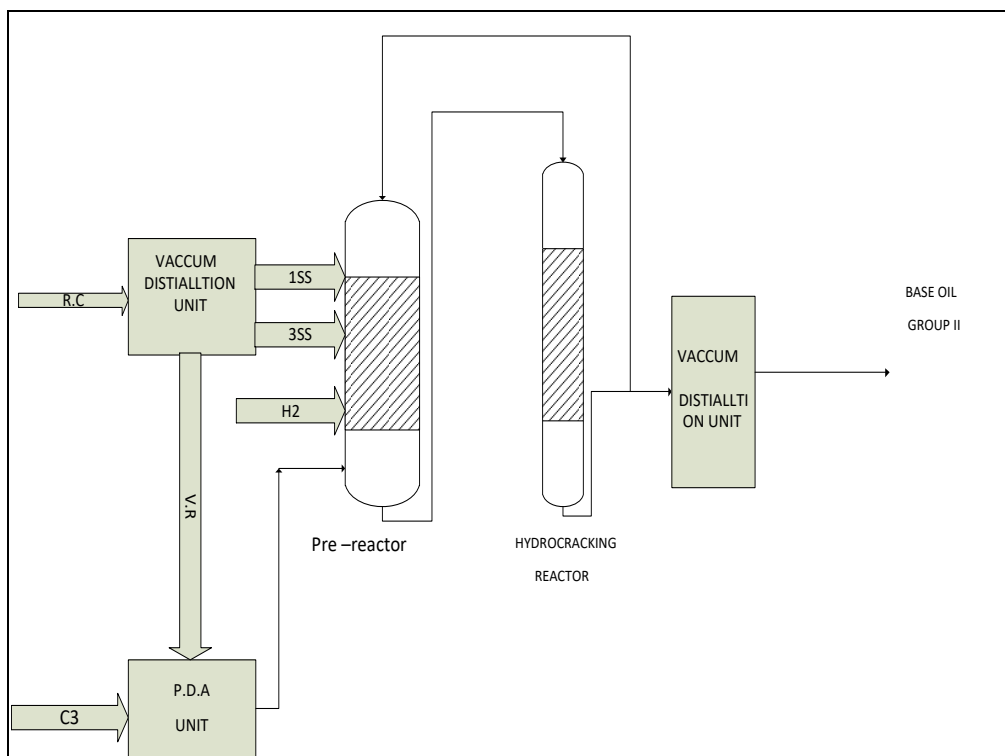 VACCUM
DISTIALLTION
UNIT
R.C
1SS
3SS
H2
V.R
Pre –reactor
HYDROCRACKING
REACTOR
VACCUM
DISTIALLTI
ON UNIT
BASE OIL
GROUP II
P.D.A
UNIT
C3